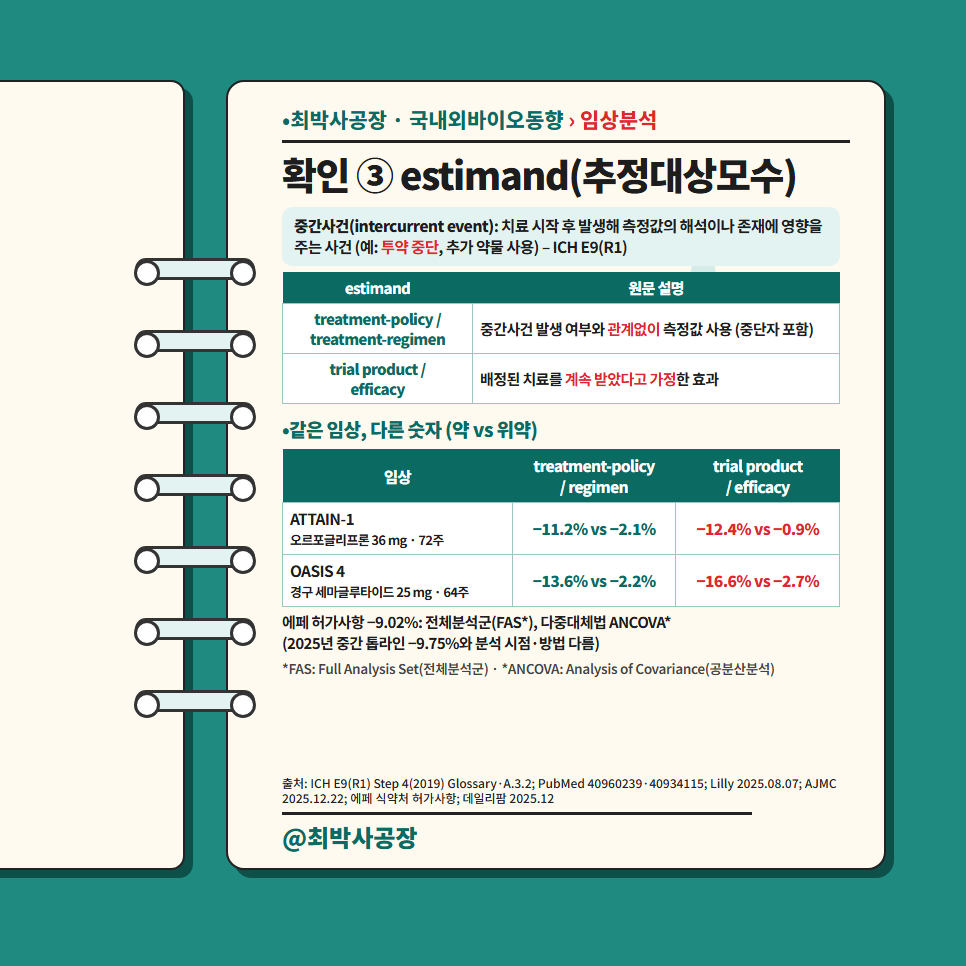 •최박사공장 · 국내외바이오동향 › 임상분석
확인 ③ estimand(추정대상모수)
중간사건(intercurrent event): 치료 시작 후 발생해 측정값의 해석이나 존재에 영향을
주는 사건 (예: 투약 중단, 추가 약물 사용) – ICH E9(R1)
estimand 원문 설명
treatment-policy /
treatment-regimen
중간사건 발생 여부와 관계없이 측정값 사용 (중단자 포함)
trial product /
efficacy
배정된 치료를 계속 받았다고 가정한 효과
•같은 임상, 다른 숫자 (약 vs 위약)
임상
treatment-policy
/ regimen
trial product
/ efficacy
ATTAIN-1
오르포글리프론 36 mg · 72주
−11.2% vs −2.1%
−12.4% vs −0.9%
OASIS 4
경구 세마글루타이드 25 mg · 64주
−13.6% vs −2.2%
−16.6% vs −2.7%
에페 허가사항 −9.02%: 전체분석군(FAS*), 다중대체법 ANCOVA*
(2025년 중간 톱라인 −9.75%와 분석 시점·방법 다름)
*FAS: Full Analysis Set(전체분석군) · *ANCOVA: Analysis of Covariance(공분산분석)
출처: ICH E9(R1) Step 4(2019) Glossary·A.3.2; PubMed 40960239·40934115; Lilly 2025.08.07; AJMC
2025.12.22; 에페 식약처 허가사항; 데일리팜 2025.12
@최박사공장